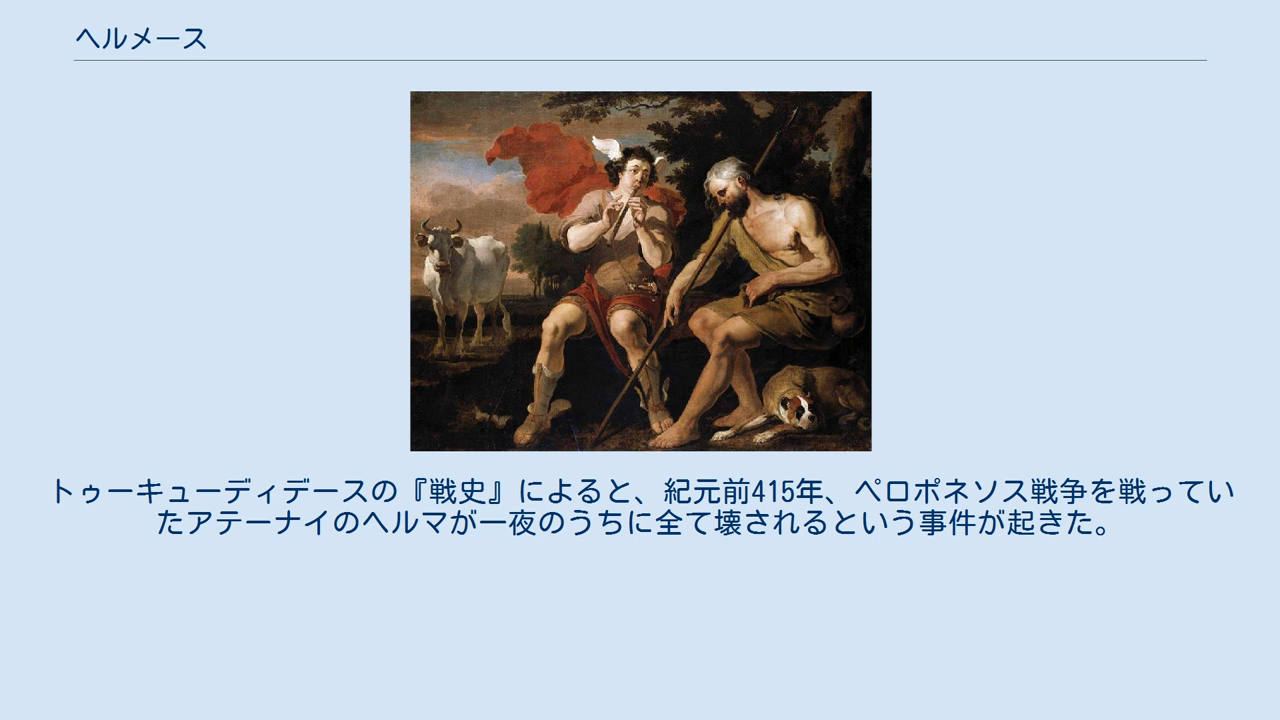 ヘルメース
トゥーキューディデースの『戦史』によると、紀元前415年、ペロポネソス戦争を戦ってい
たアテーナイのヘルマが一夜のうちに全て壊されるという事件が起きた。